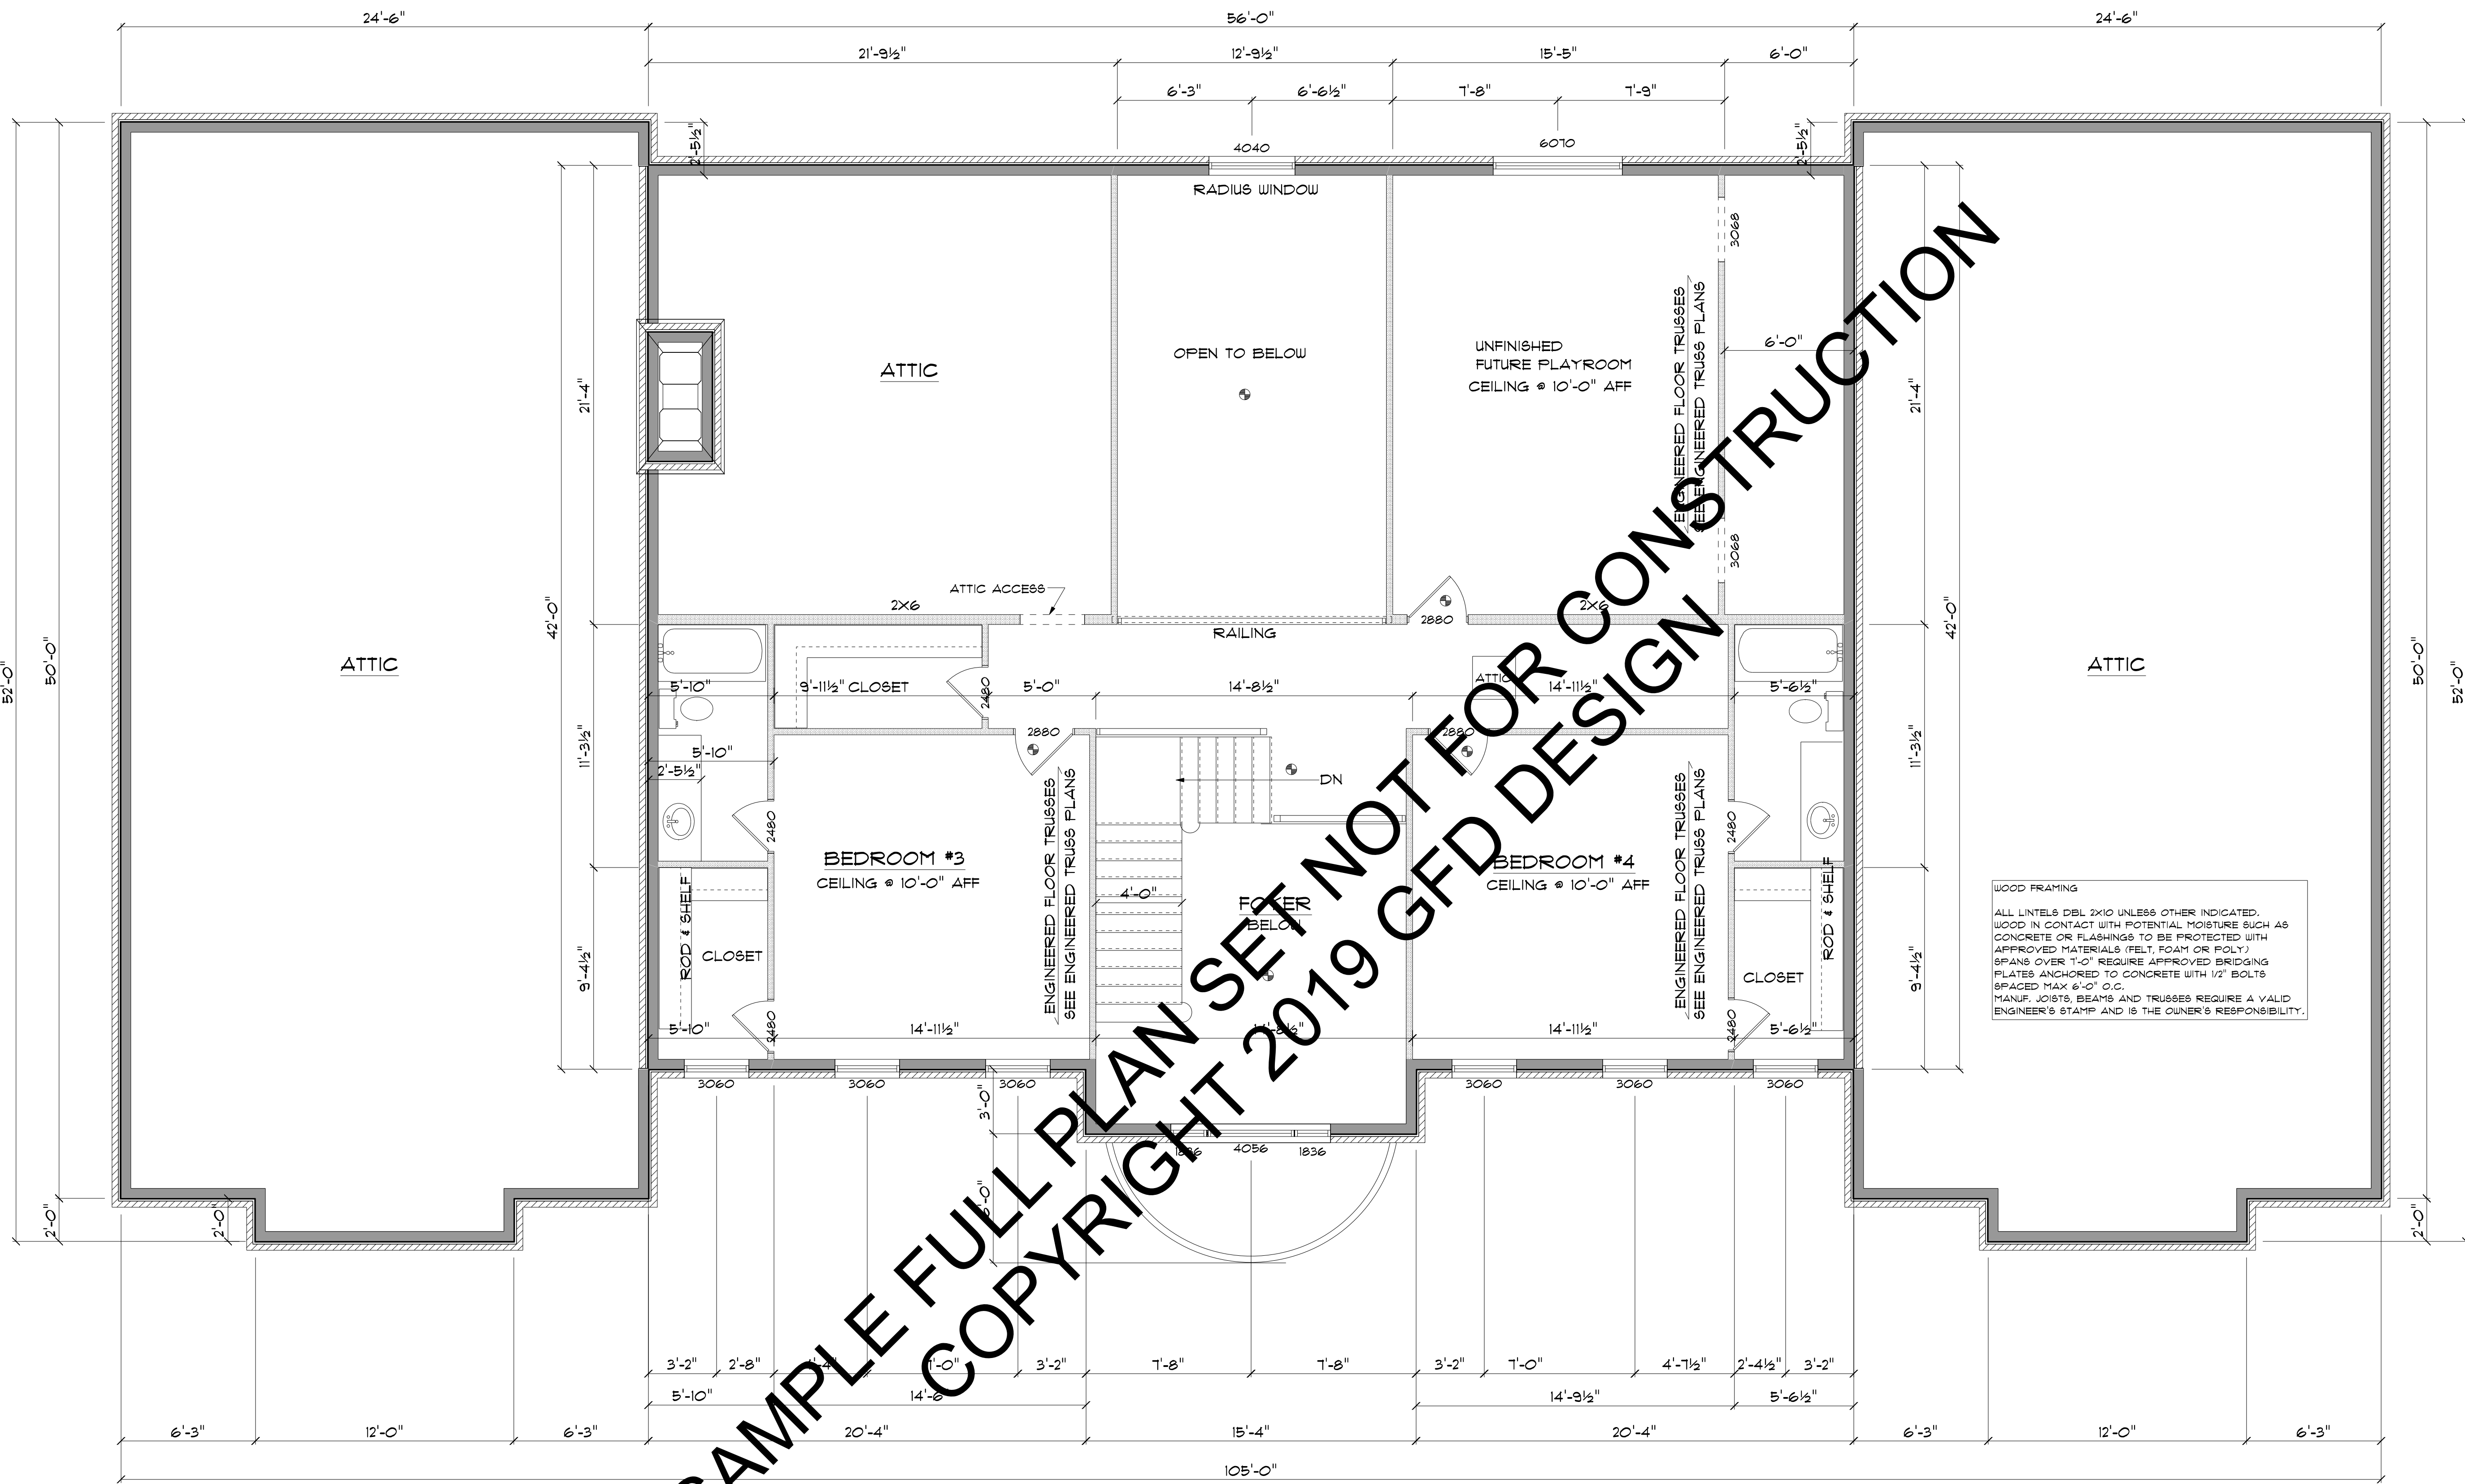 24'-6"
56'-0"
24'-6"
21'-9½"
12'-9½"
15'-5"
6'-0"
6'-3"
6'-6½"
7'-8"
7'-9"
2'-5½"
4040
6070
2'-5½"
RADIUS WINDOW
3068
ATTIC
OPEN TO BELOW
UNFINISHED
FUTURE PLAYROOM
CEILING @ 10'-0" AFF
ENGINEERED FLOOR TRUSSES
SEE ENGINEERED TRUSS PLANS
6'-0"
21'-4"
21'-4"
3068
ATTIC ACCESS
2X6
2X6
2880
RAILING
42'-0"
42'-0"
52'-0"
50'-0"
50'-0"
52'-0"
ATTIC
ATTIC
5'-10"
9'-11½" CLOSET
2480
5'-0"
14'-8½"
ATTIC
14'-11½"
5'-6½"
11'-3½"
11'-3½"
2880
2880
5'-10"
2'-5½"
DN
2480
2480
BEDROOM #3
CEILING @ 10'-0" AFF
ENGINEERED FLOOR TRUSSES
SEE ENGINEERED TRUSS PLANS
BEDROOM #4
CEILING @ 10'-0" AFF
ENGINEERED FLOOR TRUSSES
SEE ENGINEERED TRUSS PLANS
4'-0"
FOYER
BELOW
ROD & SHELF
CLOSET
ROD & SHELF
CLOSET
9'-4½"
9'-4½"
WOOD FRAMING
ALL LINTELS DBL 2X10 UNLESS OTHER INDICATED.
WOOD IN CONTACT WITH POTENTIAL MOISTURE SUCH AS
CONCRETE OR FLASHINGS TO BE PROTECTED WITH
APPROVED MATERIALS (FELT, FOAM OR POLY.)
SPANS OVER 7'-0" REQUIRE APPROVED BRIDGING
PLATES ANCHORED TO CONCRETE WITH 1/2" BOLTS
SPACED MAX 6'-0" O.C.
MANUF. JOISTS, BEAMS AND TRUSSES REQUIRE A VALID
ENGINEER'S STAMP AND IS THE OWNER'S RESPONSIBILITY.
5'-10"
2480
14'-11½"
14'-8½"
14'-11½"
2480
5'-6½"
3060
3060
3060
3060
3060
3060
3'-0"
1836
4056
1836
2'-0"
2'-0"
2'-0"
3'-2"
2'-8"
7'-0"
3'-2"
7'-8"
7'-8"
3'-2"
7'-0"
4'-7½"
2'-4½"
3'-2"
5'-10"
14'-6"
14'-9½"
5'-6½"
6'-3"
12'-0"
6'-3"
20'-4"
15'-4"
20'-4"
6'-3"
12'-0"
6'-3"
105'-0"
SAMPLE FULL PLAN SET NOT FOR CONSTRUCTION
COPYRIGHT 2019 GFD DESIGN